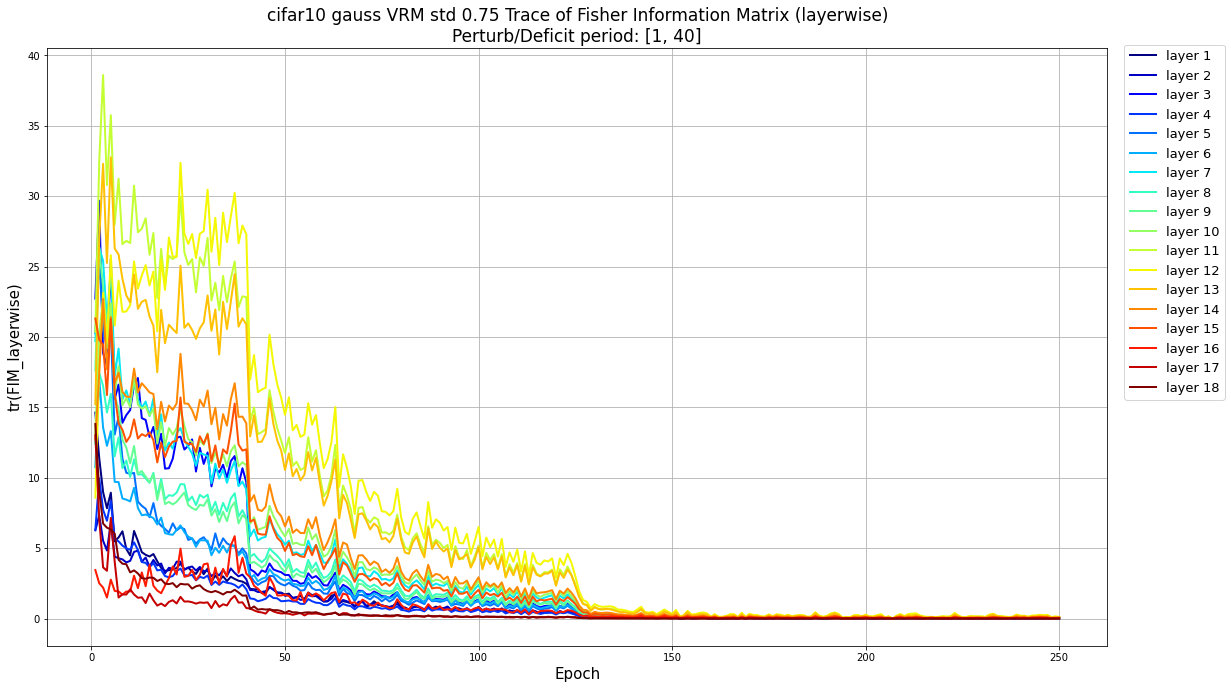 cifar10 gauss VRM std 0.75 Trace of Fisher Information Matrix (layerwise)
Perturb/Deficit period: [1, 40]
tr(FIM_layerwise)
40
35
30
25
20
15
10
5
0
0
50
100
150
200
250
Epoch
layer 1
layer 2
layer 3
layer 4
layer 5
layer 6
layer 7
layer 8
layer 9
layer 10
layer 11
layer 12
layer 13
layer 14
layer 15
layer 16
layer 17
layer 18